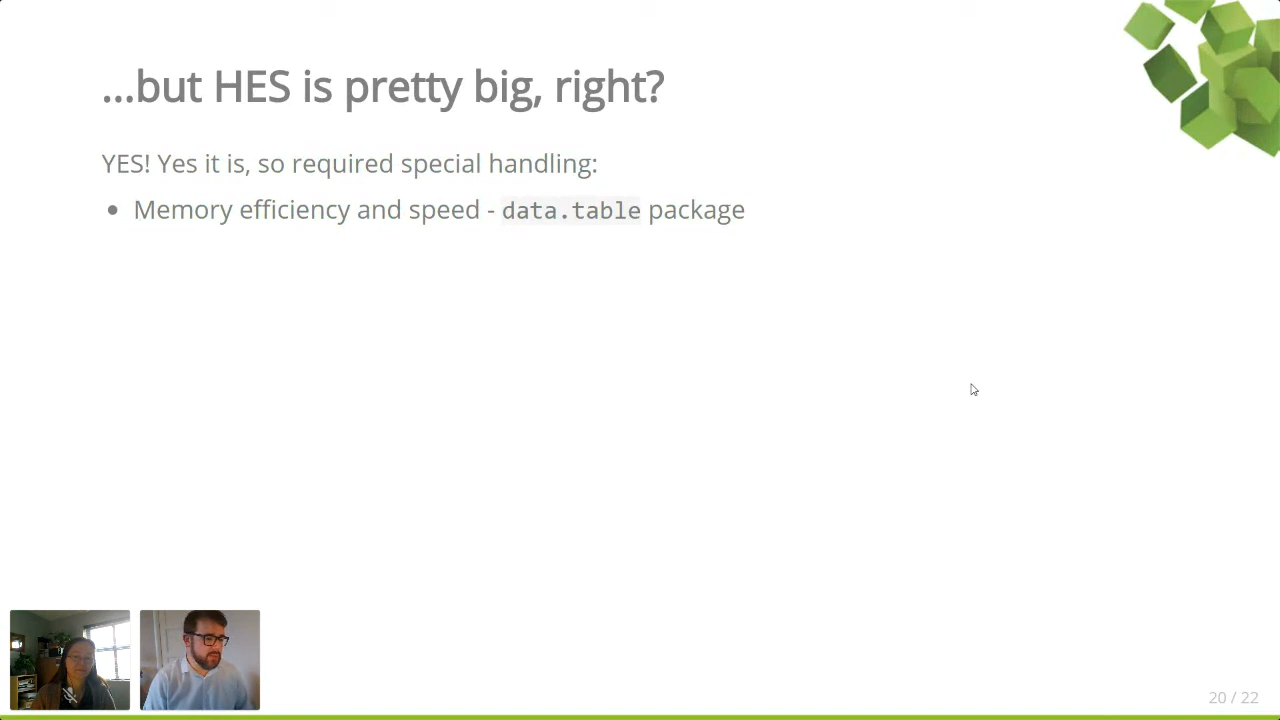 ...but HES is pretty big, right?
YES! Yes it is, so required special handling:
• Memory efficiency and speed - data.table package
20 / 22